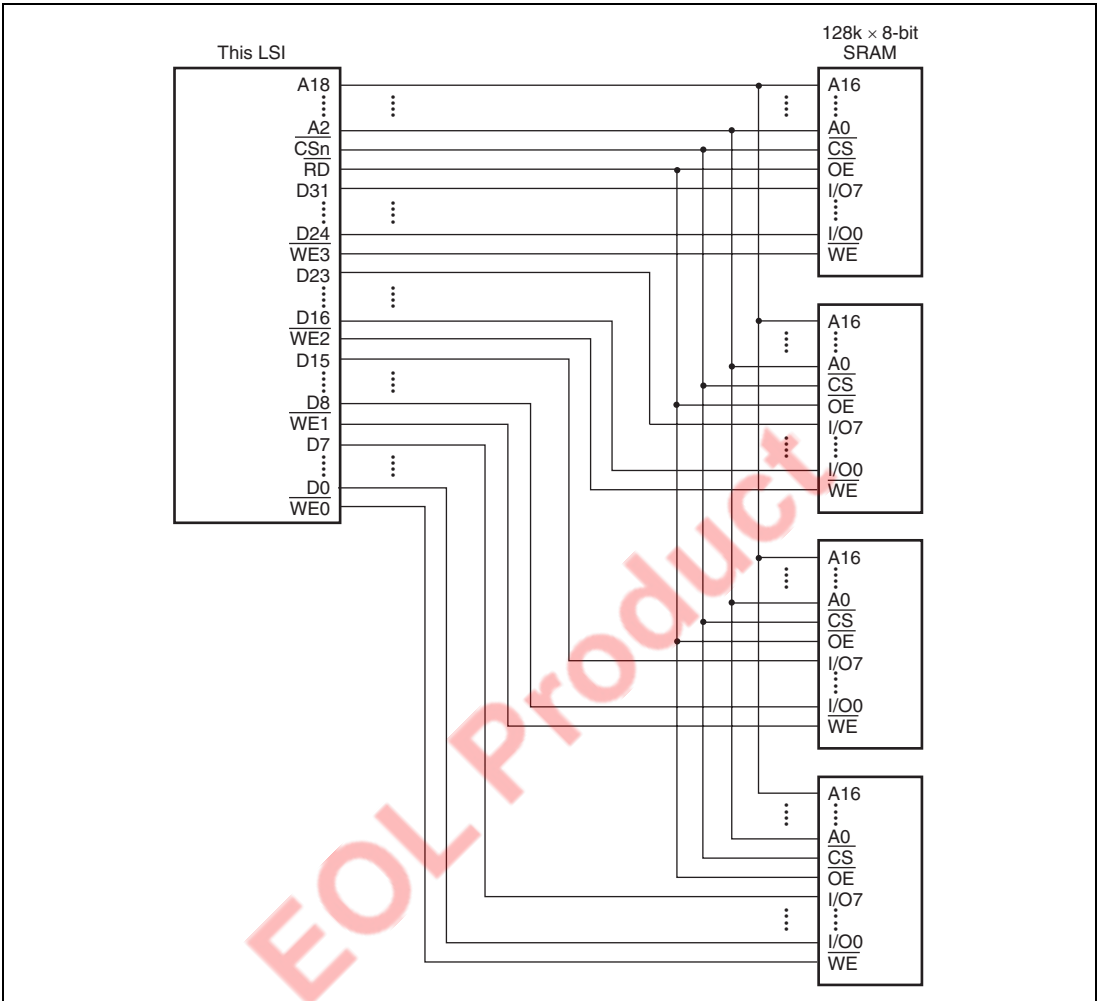 This LSI
A18
A2
CSn
RD
D31
D24
WE3
D23
D16
WE2
D15
D8
WE1
D7
D0
WE0
128k × 8-bit
SRAM
A16
A0
CS
OE
I/O7
I/O0
WE
A16
A0
CS
OE
I/O7
I/O0
WE
A16
A0
CS
OE
I/O7
I/O0
WE
A16
A0
CS
OE
I/O7
I/O0
WE
EOL Product